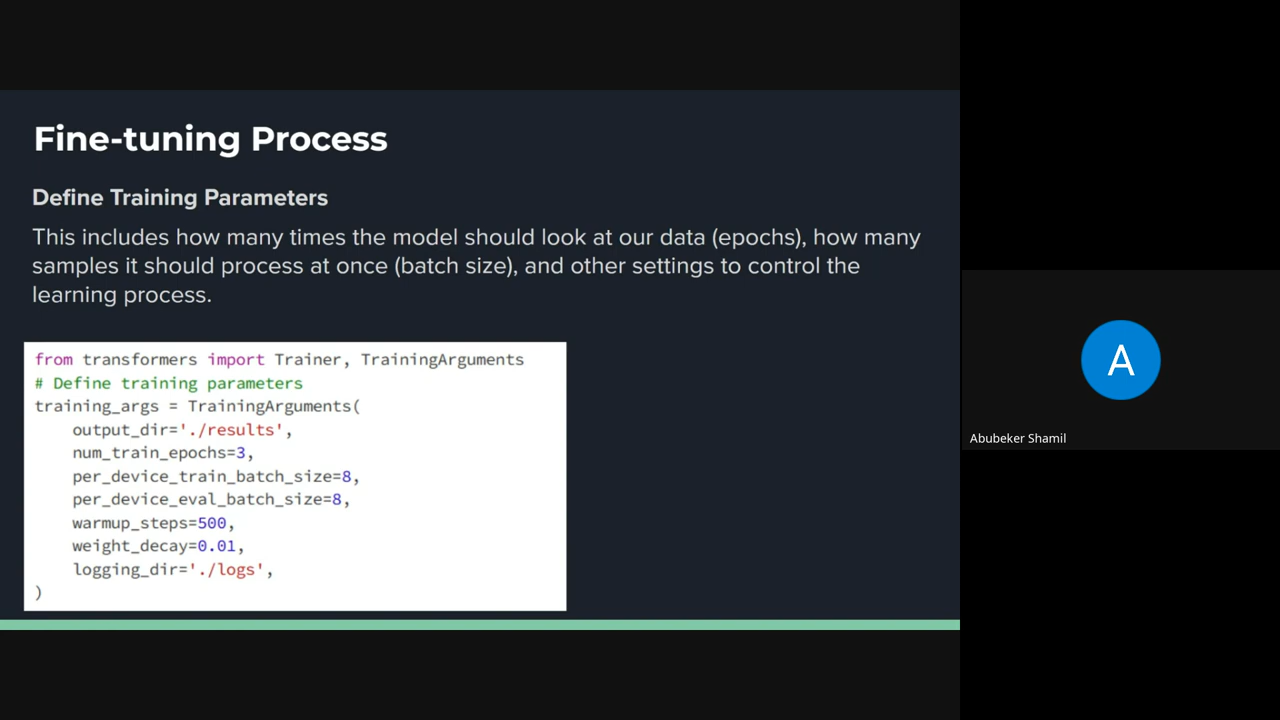 Fine-tuning Process
Define Training Parameters
This includes how many times the model should look at our data (epochs), how many
samples it should process at once (batch size), and other settings to control the
learning process.
from transformers import Trainer, TrainingArguments
# Define training parameters
training_args = TrainingArguments(
    output_dir='./results',
    num_train_epochs=3,
    per_device_train_batch_size=8,
    per_device_eval_batch_size=8,
    warmup_steps=500,
    weight_decay=0.01,
    logging_dir='./logs',
)
A
Abubeker Shamil